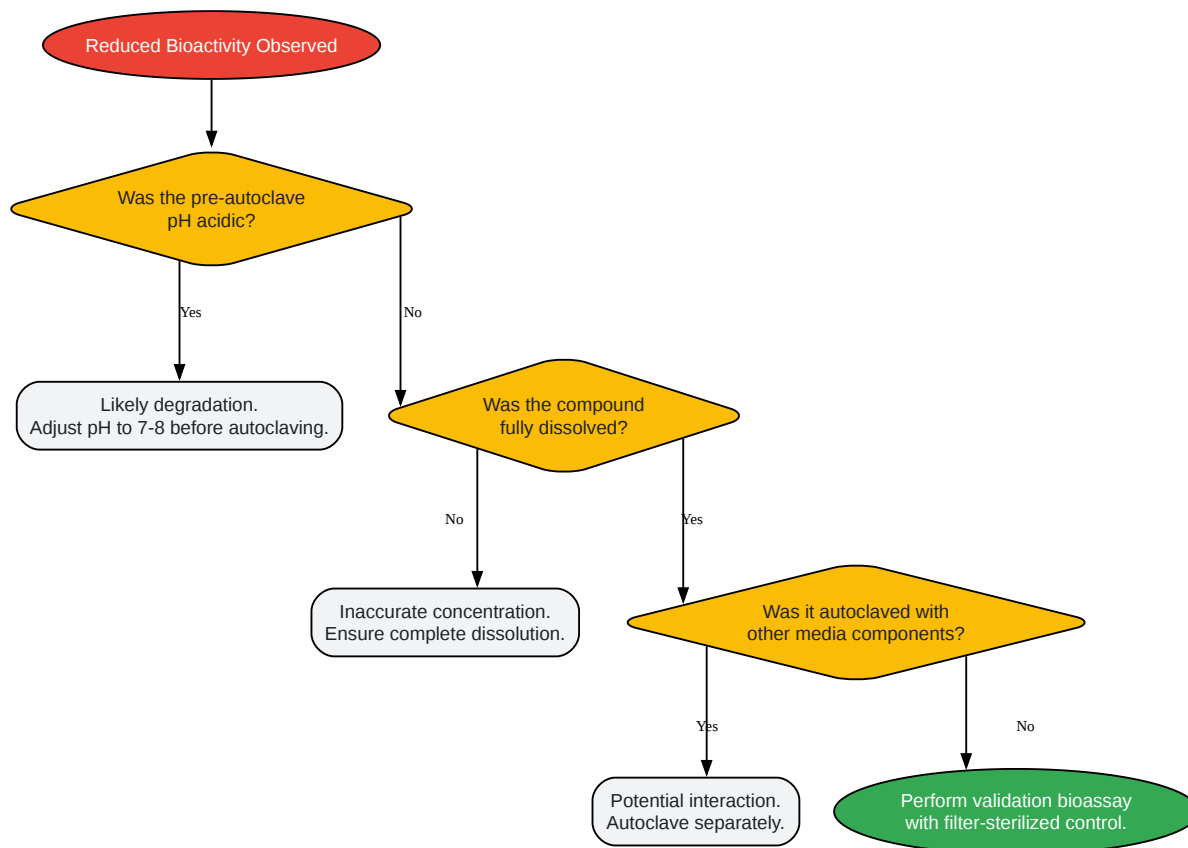 Reduced Bioactivity Observed
Was the pre-autoclave
pH acidic?
Yes
No
Likely degradation.
Adjust pH to 7-8 before autoclaving.
Was the compound
fully dissolved?
No
Yes
Inaccurate concentration.
Ensure complete dissolution.
Was it autoclaved with
other media components?
Yes
No
Potential interaction.
Autoclave separately.
Perform validation bioassay
with filter-sterilized control.